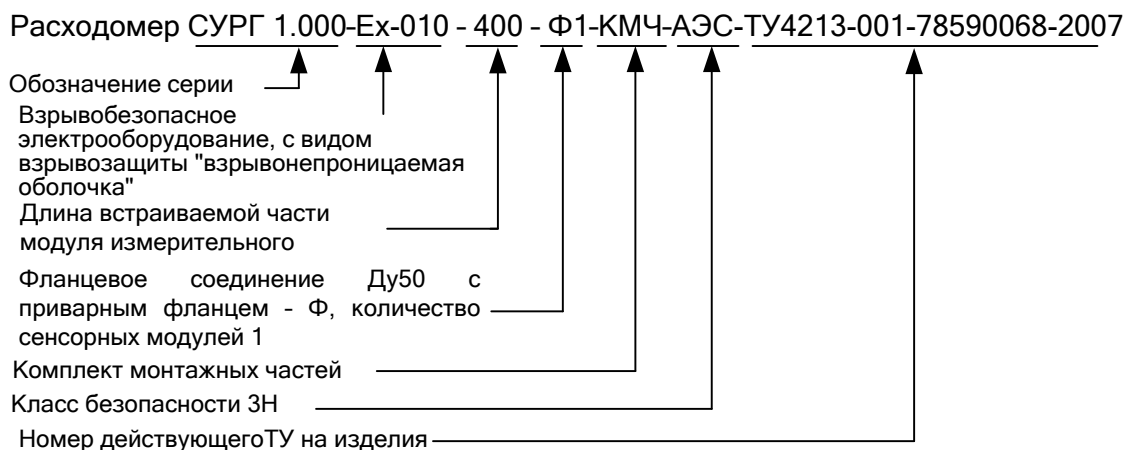 Расходомер СУРГ 1.000-Ех-010 - 400 - Ф1-КМЧ-АЭС-ТУ4213-001-78590068-2007
Обозначение серии
Взрывобезопасное
электрооборудование, с видом
взрывозащиты "взрывонепроницаемая
оболочка"
Длина встраиваемой части
модуля измерительного
Фланцевое соединение Ду50 с
приварным фланцем - Ф, количество
сенсорных модулей 1
Комплект монтажных частей
Класс безопасности 3Н
Номер действующегоТУ на изделия